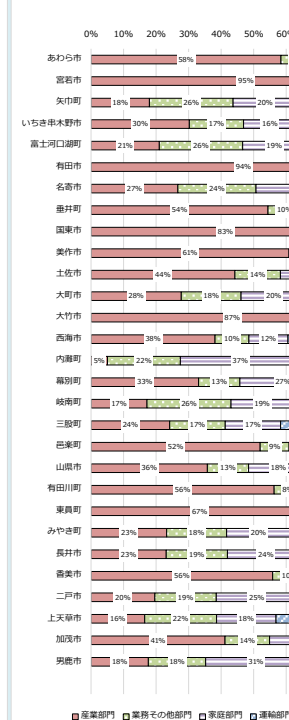 0% 10% 20% 30% 40% 50% 60%
あわら市 58%
宮若市 95%
矢巾町 18% 26% 20%
いちき串木野市 30% 17% 16%
富士河口湖町 21% 26% 19%
有田市 94%
名寄市 27% 24%
垂井町 54% 10%
国東市 83%
美作市 61%
土佐市 44% 14%
大町市 28% 18% 20%
大竹市 87%
西海市 38% 10% 12%
内灘町 5% 22% 37%
幕別町 33% 13% 27%
岐南町 17% 26% 19%
三股町 24% 17% 17%
邑楽町 52% 9%
山県市 36% 13% 18%
有田川町 56% 8%
東員町 67%
みやき町 23% 18% 20%
長井市 23% 19% 24%
香美市 56% 10
二戸市 20% 19% 25%
上天草市 16% 22% 18%
加茂市 41% 14%
男鹿市 18% 18% 31%
産業部門 業務その他部門 家庭部門 運輸部門